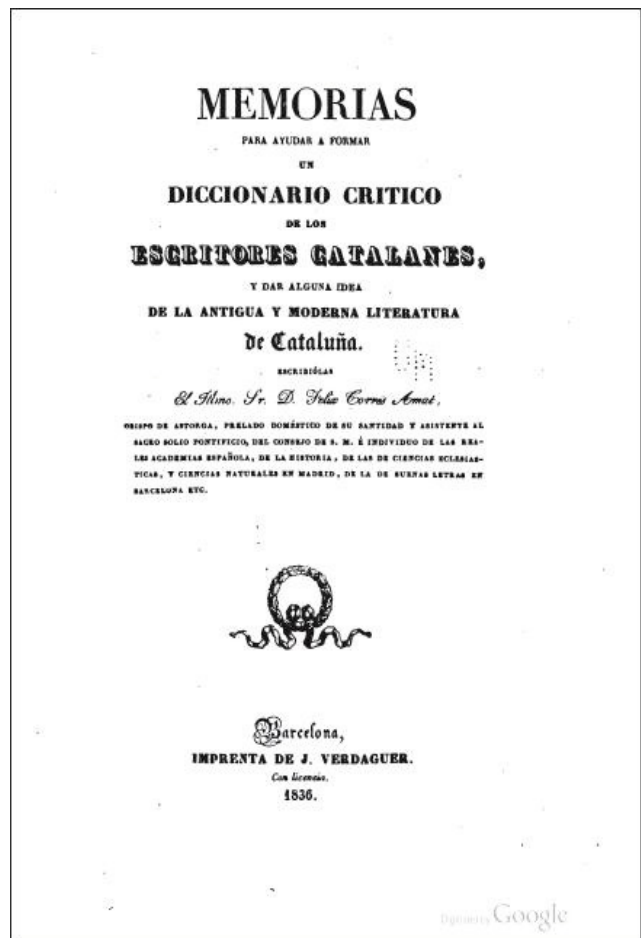 MEMORIAS
PARA AYUDAR A FORMAR
UN
DICCIONARIO CRITICO
DE LOS
ESCRITORES CATALANES,
Y DAR ALGUNA IDEA
DE LA ANTIGUA Y MODERNA LITERATURA
de Cataluña.
ESCRIBIÓLAS
El Illmo. Sr. D. Felix Torres Amat,
OBISPO DE ASTORGA, PRELADO DOMÉSTICO DE SU SANTIDAD Y ASISTENTE AL
SACRO SOLIO PONTIFICIO, DEL CONSEJO DE S. M. É INDIVIDUO DE LAS REA-
LES ACADEMIAS ESPAÑOLA, DE LA HISTORIA, DE LAS DE CIENCIAS ECLESIAS-
TICAS, Y CIENCIAS NATURALES EN MADRID, DE LA DE BUENAS LETRAS EN
BARCELONA ETC.
Barcelona,
IMPRENTA DE J. VERDAGUER.
Con licencia.
1836.
Digitized by Google